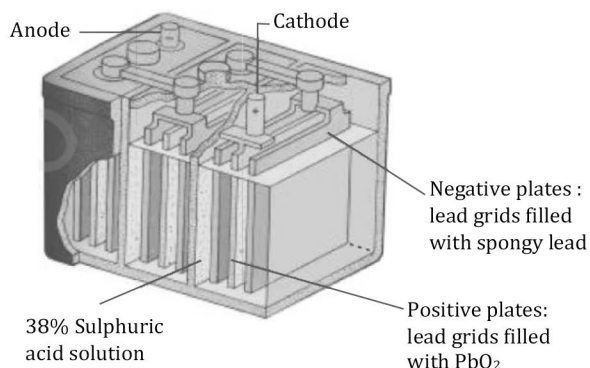 Anode
Cathode
Negative plates :
lead grids filled
with spongy lead
Positive plates:
lead grids filled
with PbO₂
38% Sulphuric
acid solution